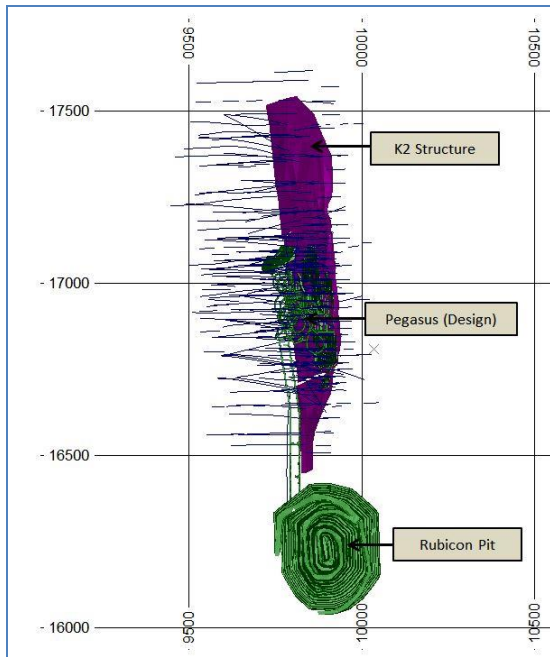 - 9500 -
- 10000 -
- 10500 -
- 17500
K2 Structure
- 17000
Pegasus (Design)
- 16500
Rubicon Pit
- 16000
- 9500
- 10000 -
- 10500 -